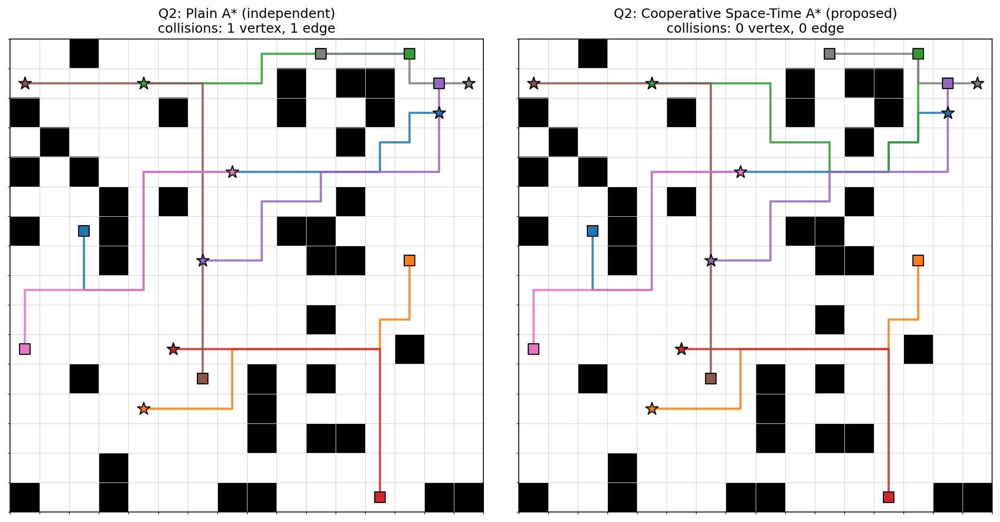 Q2: Plain A* (independent)
collisions: 1 vertex, 1 edge
Q2: Cooperative Space-Time A* (proposed)
collisions: 0 vertex, 0 edge